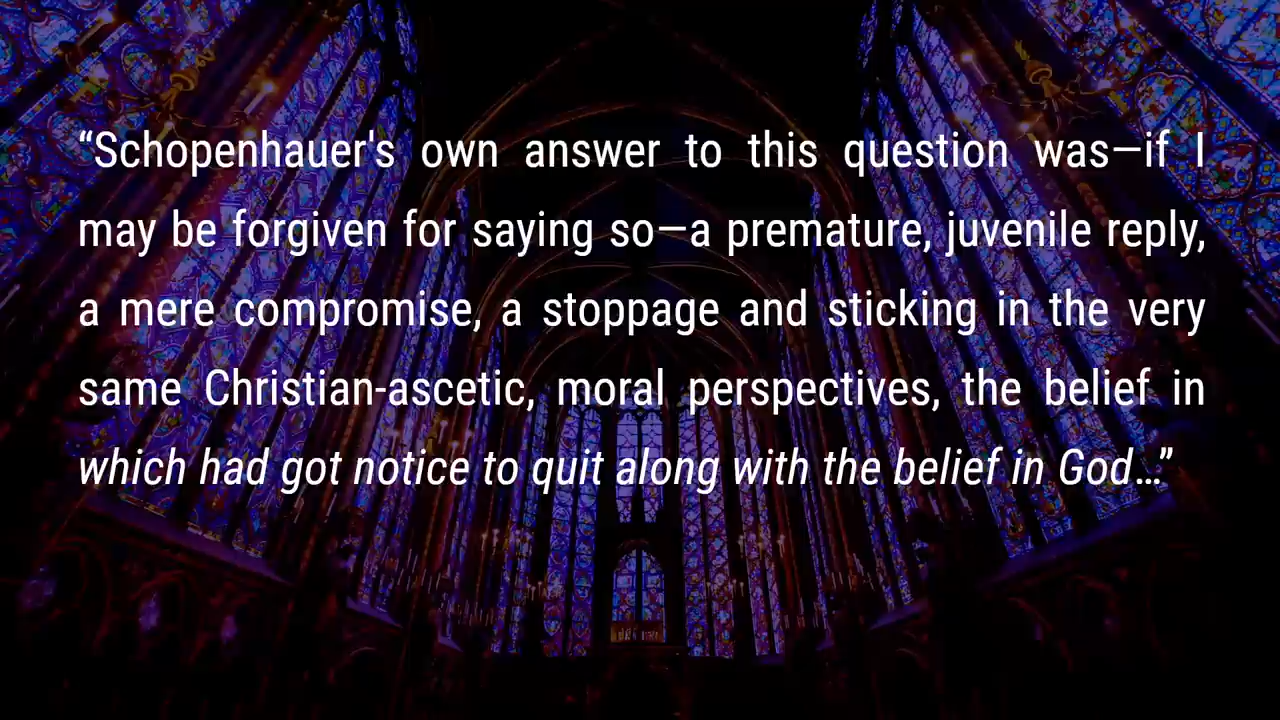 “Schopenhauer's own answer to this question was—if I
may be forgiven for saying so—a premature, juvenile reply,
a mere compromise, a stoppage and sticking in the very
same Christian-ascetic, moral perspectives, the belief in
which had got notice to quit along with the belief in God…”